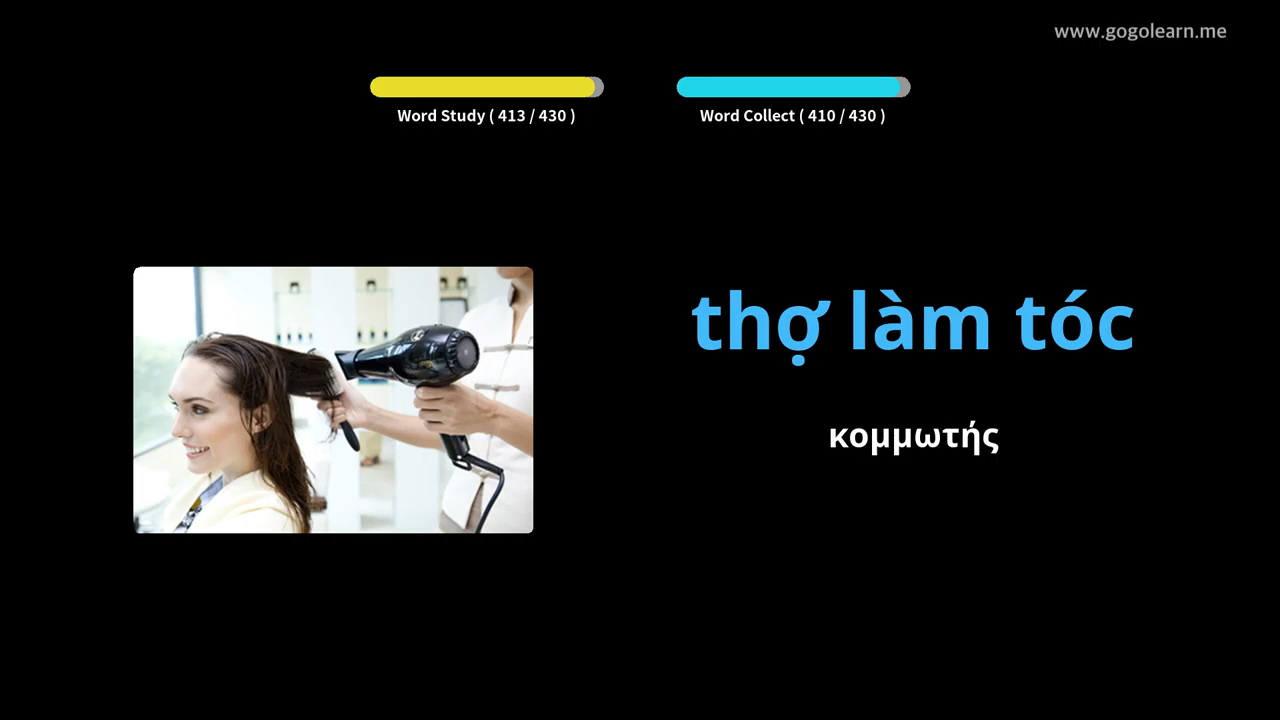 www.gogolearn.me
Word Study ( 413 / 430 )
Word Collect ( 410 / 430 )
thợ làm tóc
κομμωτής